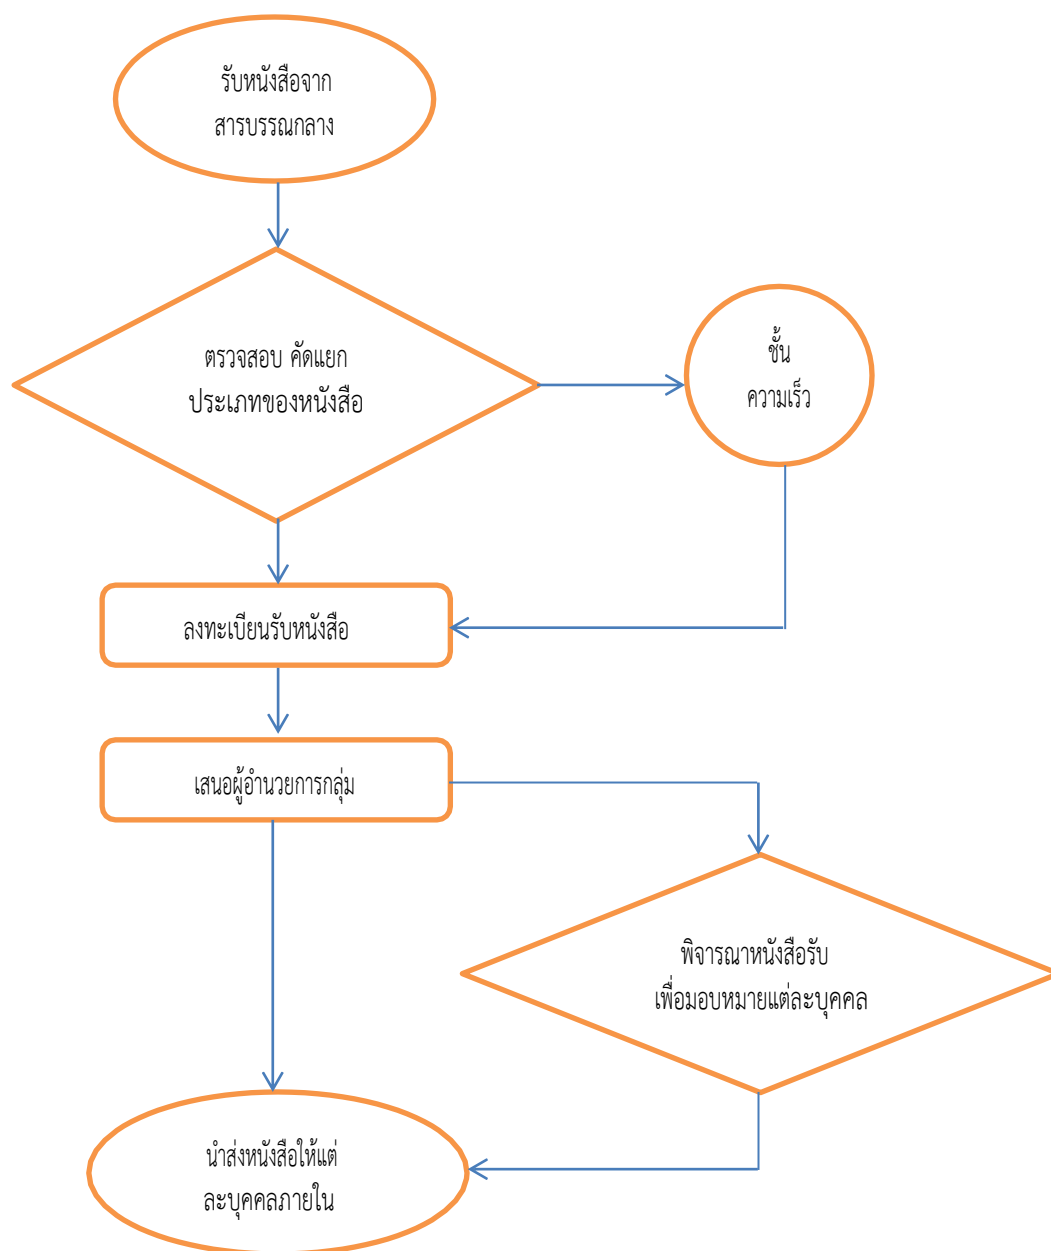 รับหนังสือจาก
สารบรรณกลาง
ตรวจสอบ คัดแยก
ประเภทของหนังสือ
ชั้น
ความเร็ว
ลงทะเบียนรับหนังสือ
เสนอผู้อำนวยการกลุ่ม
พิจารณาหนังสือรับ
เพื่อมอบหมายแต่ละบุคคล
นำส่งหนังสือให้แต่
ละบุคคลภายใน